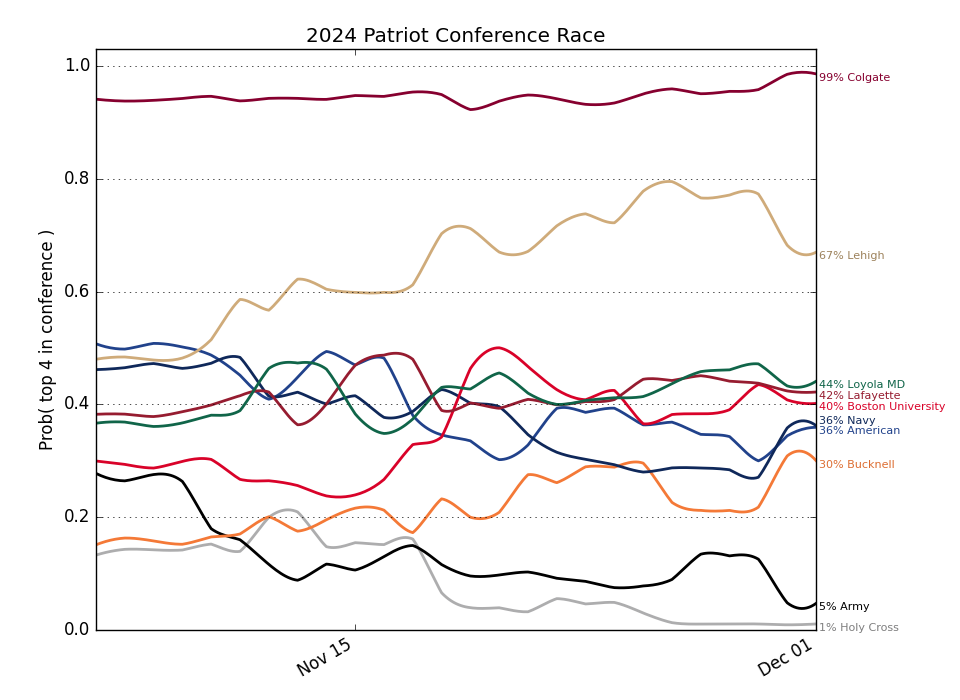 2024 Patriot Conference Race
Prob( top 4 in conference )
1.0
0.8
0.6
0.4
0.2
0.0
Nov 15
Dec 01
99% Colgate
67% Lehigh
44% Loyola MD
42% Lafayette
40% Boston University
36% Navy
36% American
30% Bucknell
5% Army
1% Holy Cross